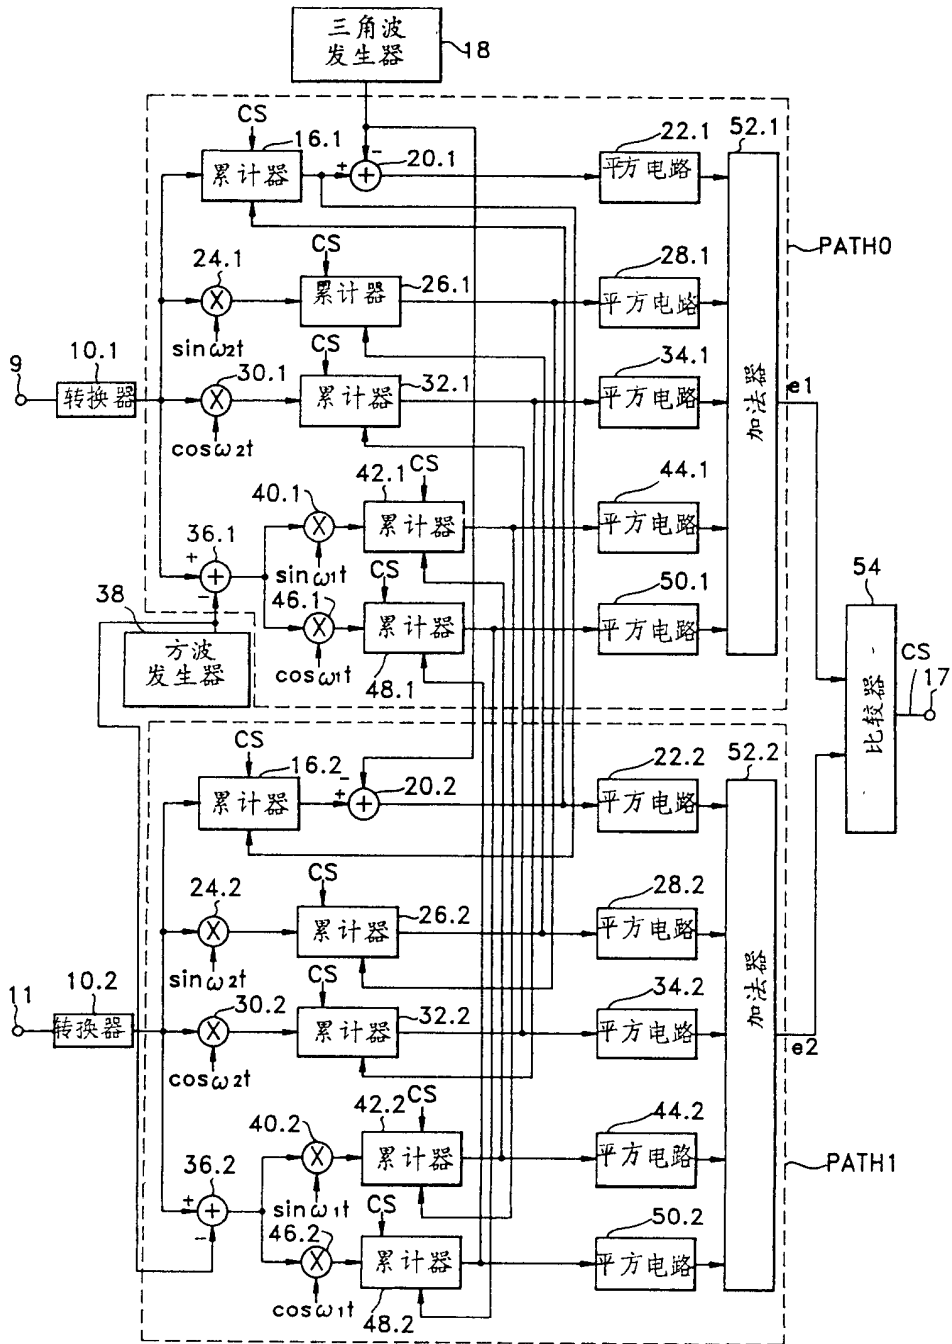 三角波
发生器
18
CS
16.1
累计器
+
-
20.1
22.1
平方电路
52.1
加法器
PATH0
24.1
sinω2t
CS
26.1
累计器
28.1
平方电路
9
10.1
转换器
30.1
cosω2t
CS
32.1
累计器
34.1
平方电路
e1
36.1
+
-
40.1
sinω1t
42.1
CS
累计器
44.1
平方电路
38
方波
发生器
46.1
cosω1t
CS
累计器
48.1
50.1
平方电路
54
比较器
CS
17
CS
16.2
累计器
+
-
20.2
22.2
平方电路
52.2
加法器
24.2
sinω2t
CS
26.2
累计器
28.2
平方电路
11
10.2
转换器
30.2
cosω2t
CS
32.2
累计器
34.2
平方电路
e2
36.2
+
-
40.2
sinω1t
42.2
CS
累计器
44.2
平方电路
PATH1
46.2
cosω1t
CS
累计器
48.2
50.2
平方电路